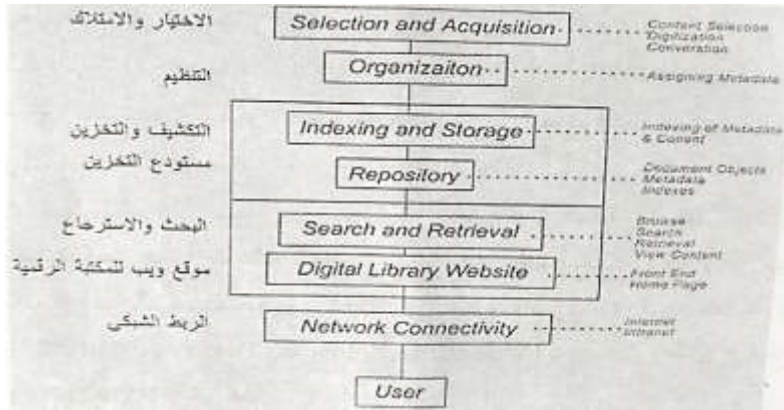 الاختيار والامتلاك
Selection and Acquisition
Content Selection
Digitization
Converation
التنظيم
Organizaiton
Assigning Metadata
التكشيف والتخزين
Indexing and Storage
Indexing of Metadata
& Content
مستودع التخزين
Repository
Document Objects
Metadata
Indexes
البحث والاسترجاع
Search and Retrieval
Browse
Search
Retrieval
View Content
موقع ويب للمكتبة الرقمية
Digital Library Website
Front End
Home Page
الربط الشبكي
Network Connectivity
Internet
Intranet
User